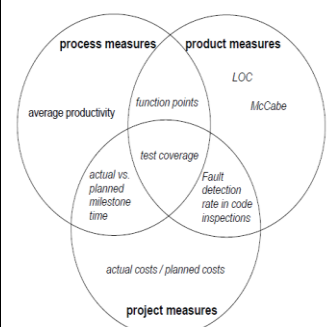 process measures
product measures
LOC
McCabe
average productivity
function points
test coverage
actual vs.
planned
milestone
time
Fault
detection
rate in code
inspections
actual costs / planned costs
project measures